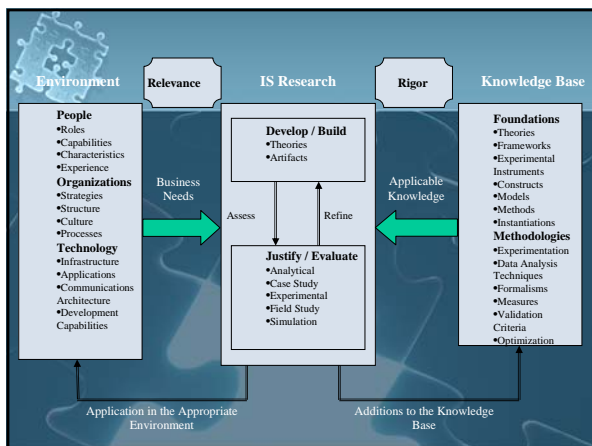 Environment
Relevance
IS Research
Rigor
Knowledge Base
People
•Roles
•Capabilities
•Characteristics
•Experience
Organizations
•Strategies
•Structure
•Culture
•Processes
Technology
•Infrastructure
•Applications
•Communications
Architecture
•Development
Capabilities
Business
Needs
Develop / Build
•Theories
•Artifacts
Assess
Refine
Justify / Evaluate
•Analytical
•Case Study
•Experimental
•Field Study
•Simulation
Applicable
Knowledge
Foundations
•Theories
•Frameworks
•Experimental
Instruments
•Constructs
•Models
•Methods
•Instantiations
Methodologies
•Experimentation
•Data Analysis
Techniques
•Formalisms
•Measures
•Validation
Criteria
•Optimization
Application in the Appropriate
Environment
Additions to the Knowledge
Base